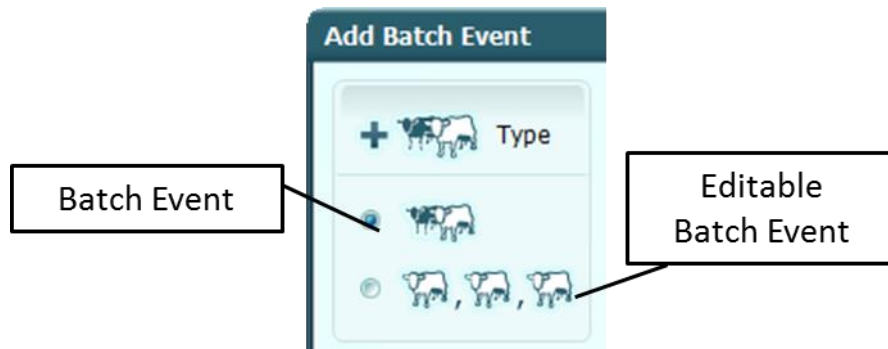 Add Batch Event
Type
Batch Event
Editable
Batch Event
, ,